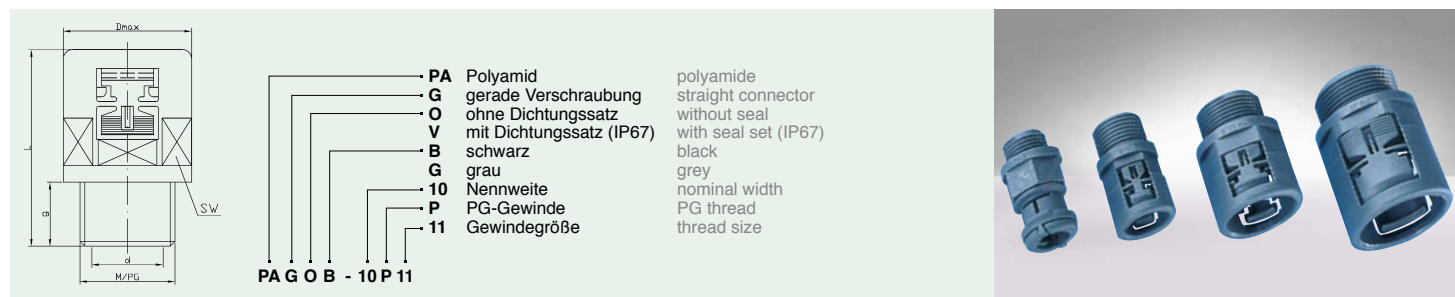 Dmax
L
g
SW
d
M/PG
PA Polyamid polyamide
G gerade Verschraubung straight connector
O ohne Dichtungssatz without seal
V mit Dichtungssatz (IP67) with seal set (IP67)
B schwarz black
G grau grey
10 Nennweite nominal width
P PG-Gewinde PG thread
11 Gewindegröße thread size
PA G O B - 10 P 11